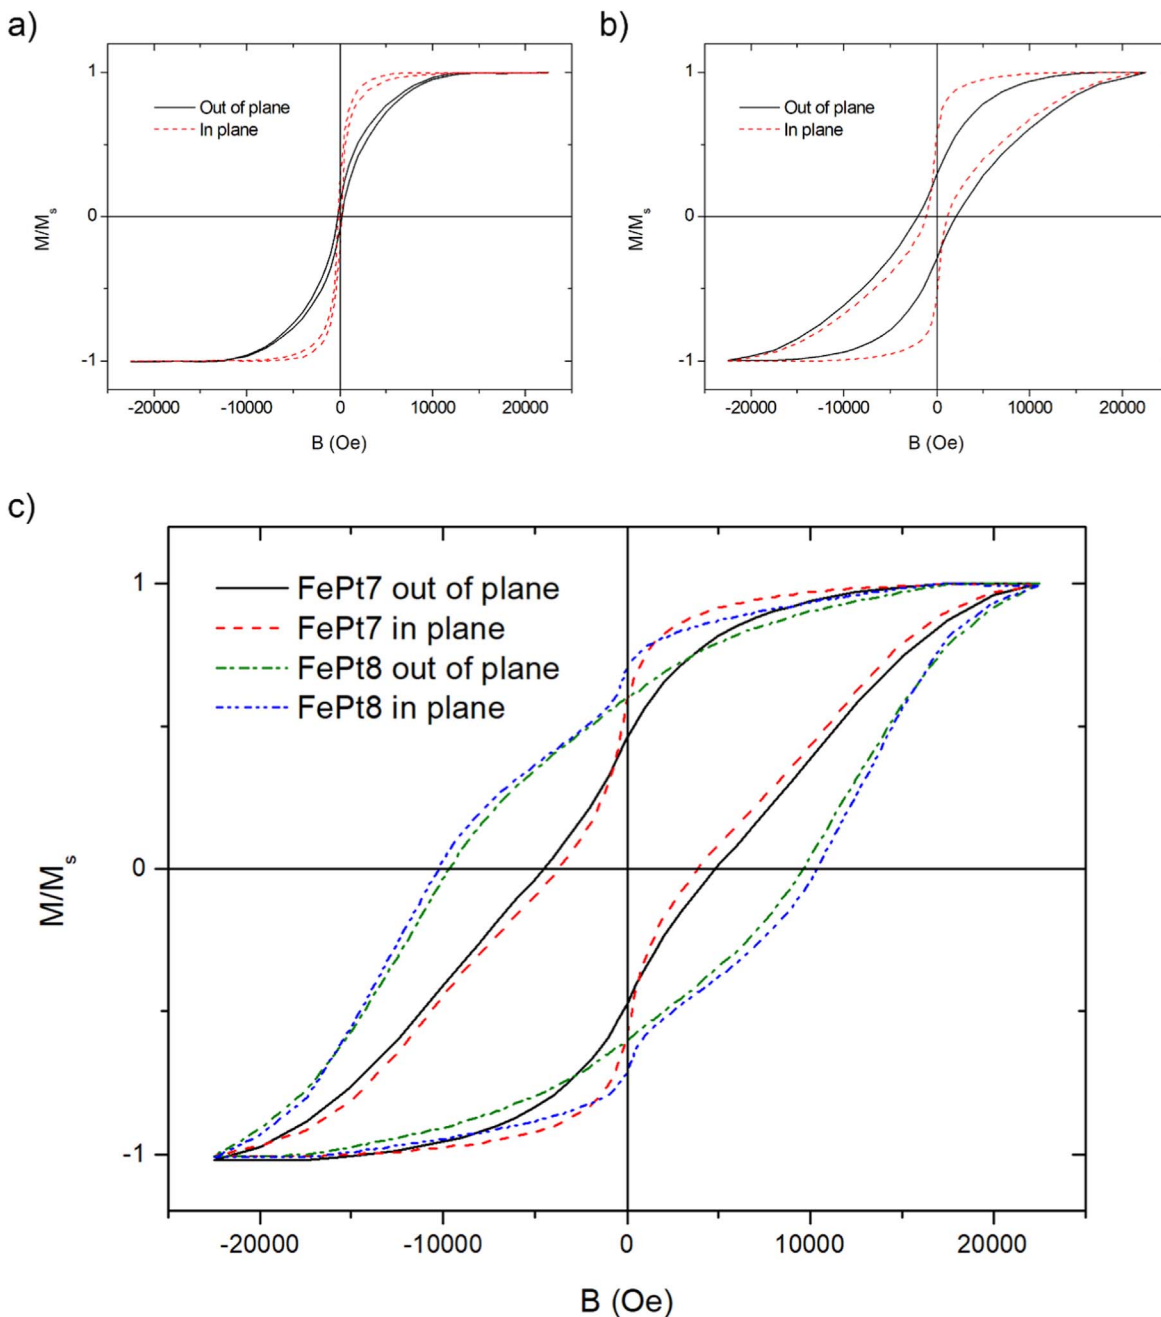 a)
1
0
-1
M/Ms
Out of plane
In plane
-20000 -10000 0 10000 20000
B (Oe)
b)
1
0
-1
M/Ms
Out of plane
In plane
-20000 -10000 0 10000 20000
B (Oe)
c)
1
0
-1
M/Ms
FePt7 out of plane
FePt7 in plane
FePt8 out of plane
FePt8 in plane
-20000 -10000 0 10000 20000
B (Oe)